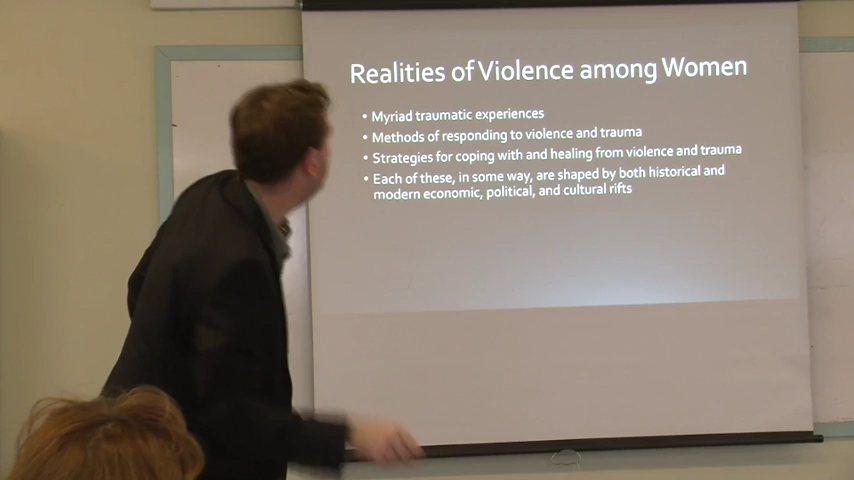 Realities of Violence among Women
• Myriad traumatic experiences
• Methods of responding to violence and trauma
• Strategies for coping with and healing from violence and trauma
• Each of these, in some way, are shaped by both historical and
modern economic, political, and cultural rifts